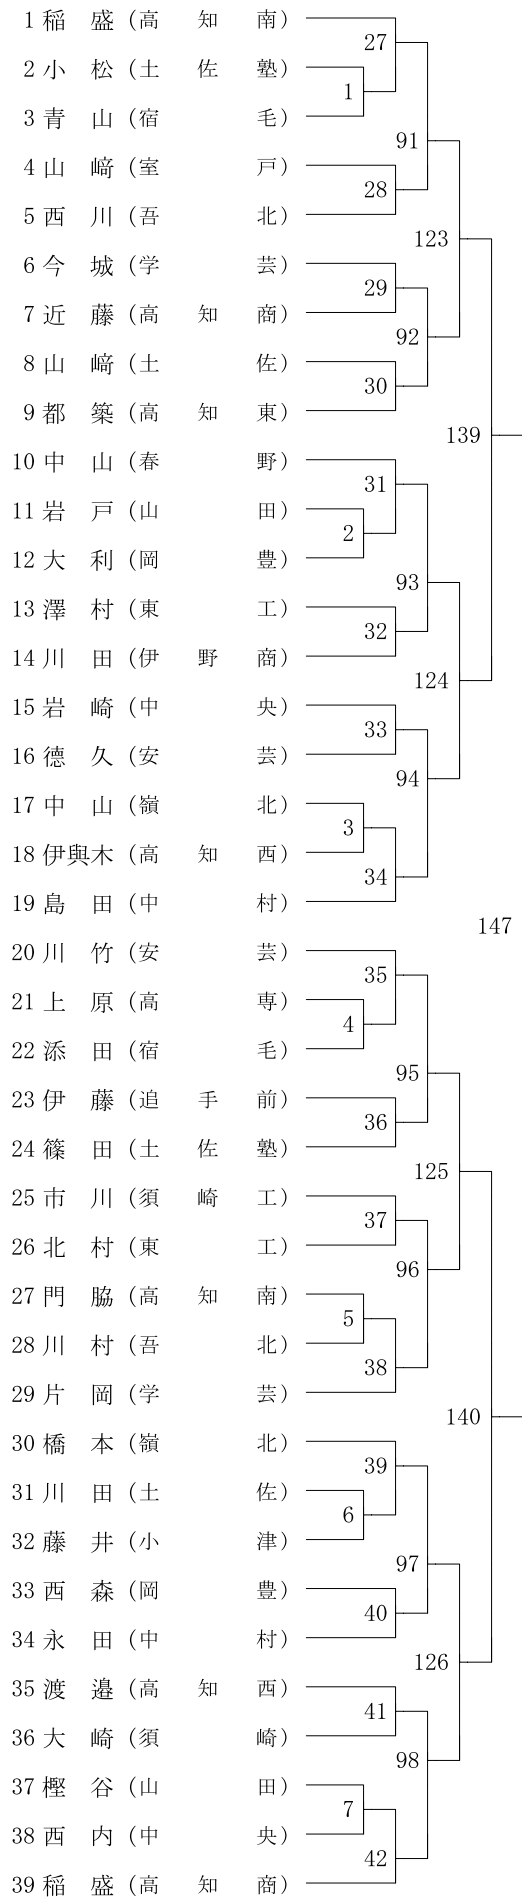 1 稲盛（高知南）
27
2 小松（土佐塾）
1
3 青山（宿毛）
91
4 山﨑（室戸）
28
5 西川（吾北）
123
6 今城（学芸）
29
7 近藤（高知商）
92
8 山﨑（土佐）
30
9 都築（高知東）
139
10 中山（春野）
31
11 岩戸（山田）
2
12 大利（岡豊）
93
13 澤村（東工）
32
14 川田（伊野商）
124
15 岩崎（中央）
33
16 德久（安芸）
94
17 中山（嶺北）
3
18 伊與木（高知西）
34
19 島田（中村）
147
20 川竹（安芸）
35
21 上原（高専）
4
22 添田（宿毛）
95
23 伊藤（追手前）
36
24 篠田（土佐塾）
125
25 市川（須崎工）
37
26 北村（東工）
96
27 門脇（高知南）
5
28 川村（吾北）
38
29 片岡（学芸）
140
30 橋本（嶺北）
39
31 川田（土佐）
6
32 藤井（小津）
97
33 西森（岡豊）
40
34 永田（中村）
126
35 渡邉（高知西）
41
36 大崎（須崎）
98
37 樫谷（山田）
7
38 西内（中央）
42
39 稲盛（高知商）